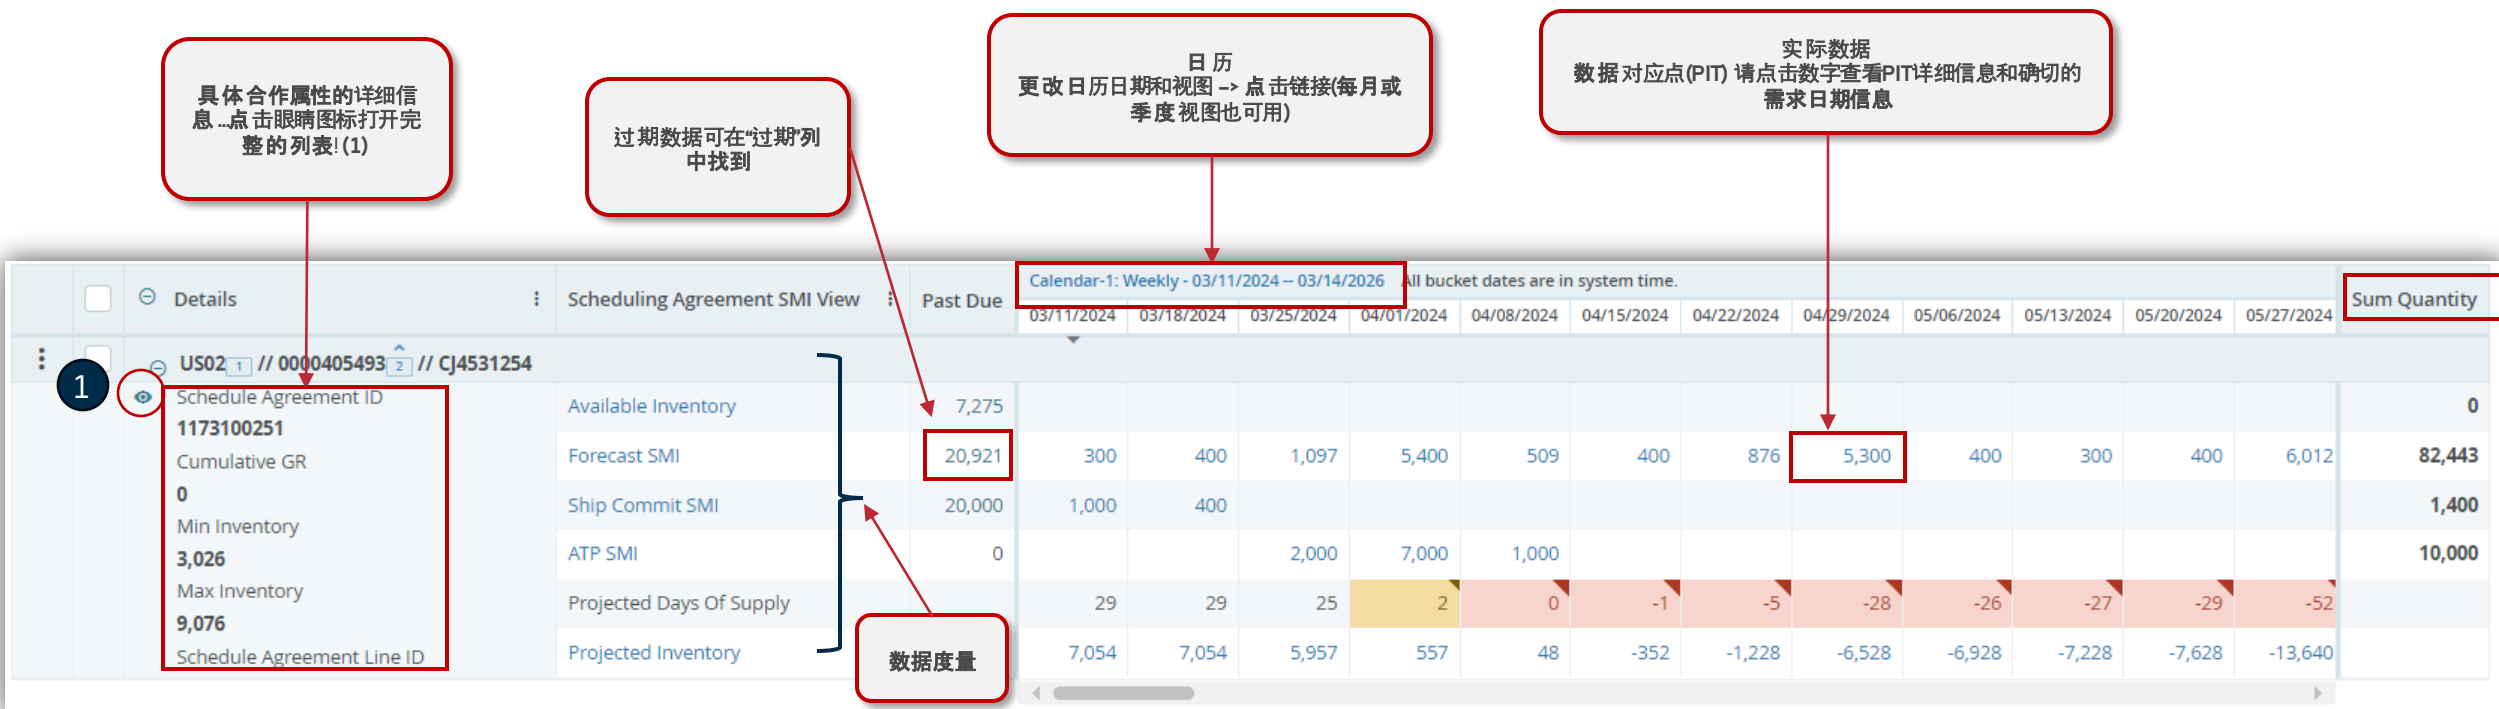 具体合作属性的详细信
息...点击眼睛图标打开完
整的列表! (1)
过期数据可在“过期”列
中找到
日历
更改日历日期和视图 –> 点击链接(每月或
季度视图也可用)
实际数据
数据对应点(PIT) 请点击数字查看PIT详细信息和确切的
需求日期信息
Details
Scheduling Agreement SMI View
Past Due
Calendar-1: Weekly - 03/11/2024 -- 03/14/2026 All bucket dates are in system time.
03/11/2024 03/18/2024 03/25/2024 04/01/2024 04/08/2024 04/15/2024 04/22/2024 04/29/2024 05/06/2024 05/13/2024 05/20/2024 05/27/2024
Sum Quantity
US02 1 // 0000405493 2 // CJ4531254
1
Schedule Agreement ID
1173100251
Cumulative GR
0
Min Inventory
3,026
Max Inventory
9,076
Schedule Agreement Line ID
Available Inventory 7,275 0
Forecast SMI 20,921 300 400 1,097 5,400 509 400 876 5,300 400 300 400 6,012 82,443
Ship Commit SMI 20,000 1,000 400 1,400
ATP SMI 0 2,000 7,000 1,000 10,000
Projected Days Of Supply 29 29 25 2 0 -1 -5 -28 -26 -27 -29 -52
Projected Inventory 7,054 7,054 5,957 557 48 -352 -1,228 -6,528 -6,928 -7,228 -7,628 -13,640
数据度量